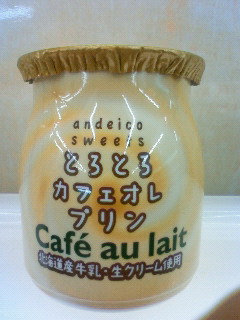 andeico
sweets
とろとろ
カフェオレ
プリン
Café au lait
北海道産牛乳・生クリーム使用